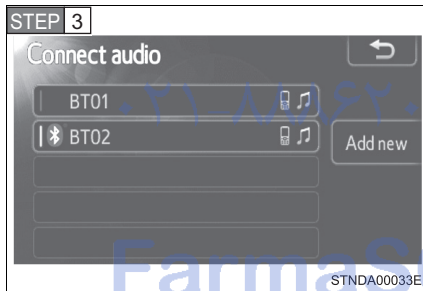 STEP 3
Connect audio
BT01
BT02
Add new
STNDA00033E